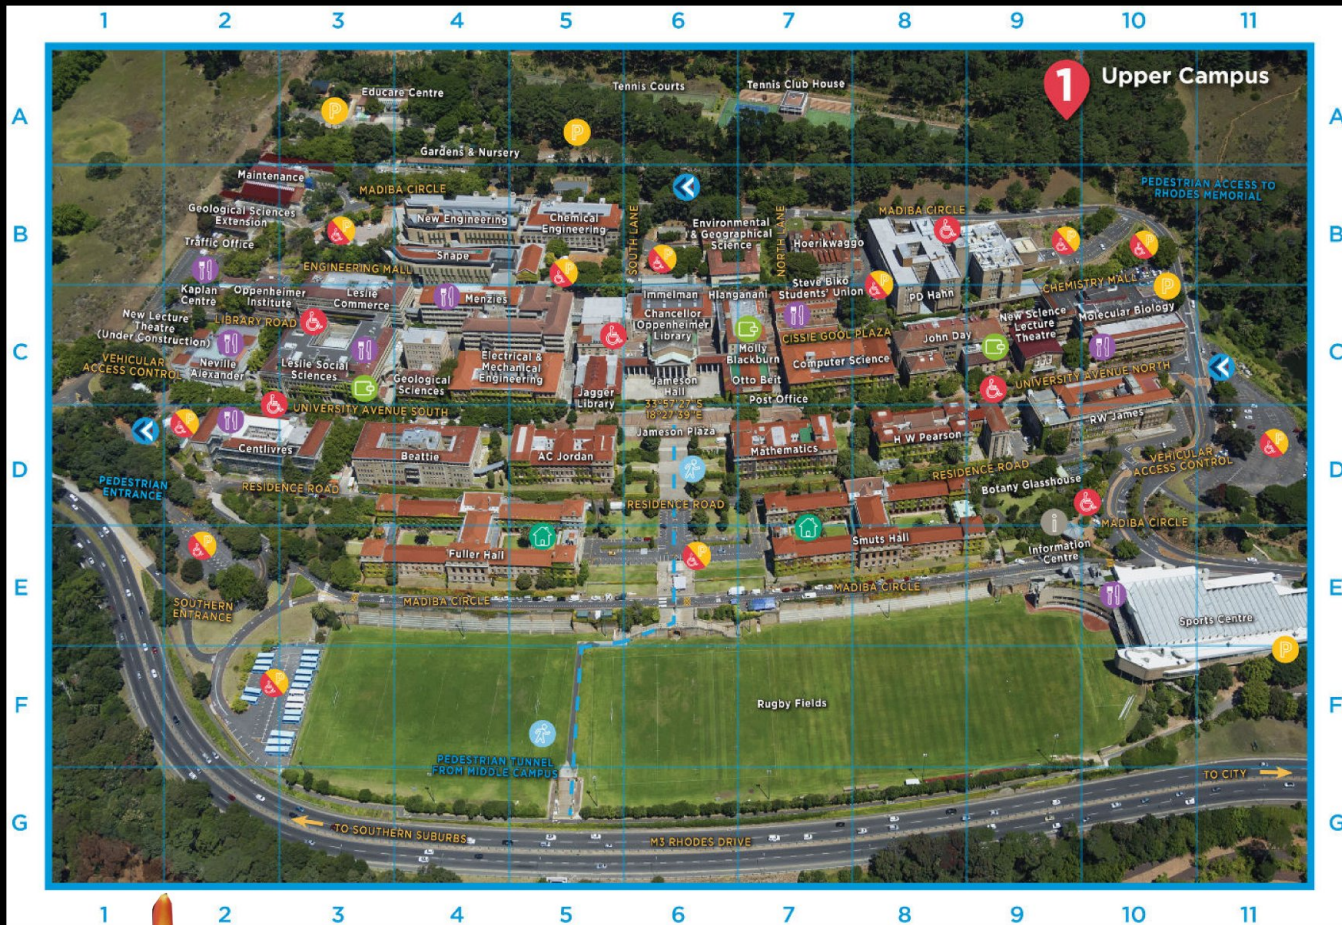 1 2 3 4 5 6 7 8 9 10 11
1 Upper Campus
A A
Educare Centre
Tennis Courts
Tennis Club House
P
P
Gardens & Nursery
Maintenance
MADIBA CIRCLE
PEDESTRIAN ACCESS TO
RHODES MEMORIAL
Geological Sciences
Extension
New Engineering
Chemical
Engineering
SOUTH LANE
Environmental
& Geographical
Science
NORTH LANE
MADIBA CIRCLE
B B
Traffic Office
Snape
Hoerikwaggo
ENGINEERING MALL
CHEMISTRY MALL
P
Kaplan
Centre
Oppenheimer
Institute
Leslie
Commerce
Menzies
Immelman
Hlanganani
Steve Biko
Students' Union
PD Hahn
New Lecture
Theatre
(Under Construction)
LIBRARY ROAD
Chancellor
Oppenheimer
Library
CISSIE GOOL PLAZA
New Science
Lecture
Theatre
Molecular Biology
John Day
C C
VEHICULAR
ACCESS CONTROL
Neville
Alexander
Leslie Social
Sciences
Geological
Sciences
Electrical &
Mechanical
Engineering
Jagger
Library
Jameson
Hall
Molly
Blackburn
Otto Beit
Post Office
Computer Science
UNIVERSITY AVENUE NORTH
33°57'27"S
18°27'39"E
UNIVERSITY AVENUE SOUTH
Jameson Plaza
RW James
Centlivres
Beattie
AC Jordan
Mathematics
H W Pearson
VEHICULAR
ACCESS CONTROL
D D
PEDESTRIAN
ENTRANCE
RESIDENCE ROAD
RESIDENCE ROAD
RESIDENCE ROAD
Botany Glasshouse
MADIBA CIRCLE
Fuller Hall
Smuts Hall
Information
Centre
E E
SOUTHERN
ENTRANCE
MADIBA CIRCLE
MADIBA CIRCLE
Sports Centre
P
F F
Rugby Fields
PEDESTRIAN TUNNEL
FROM MIDDLE CAMPUS
TO CITY
G G
TO SOUTHERN SUBURBS
M3 RHODES DRIVE
1 2 3 4 5 6 7 8 9 10 11